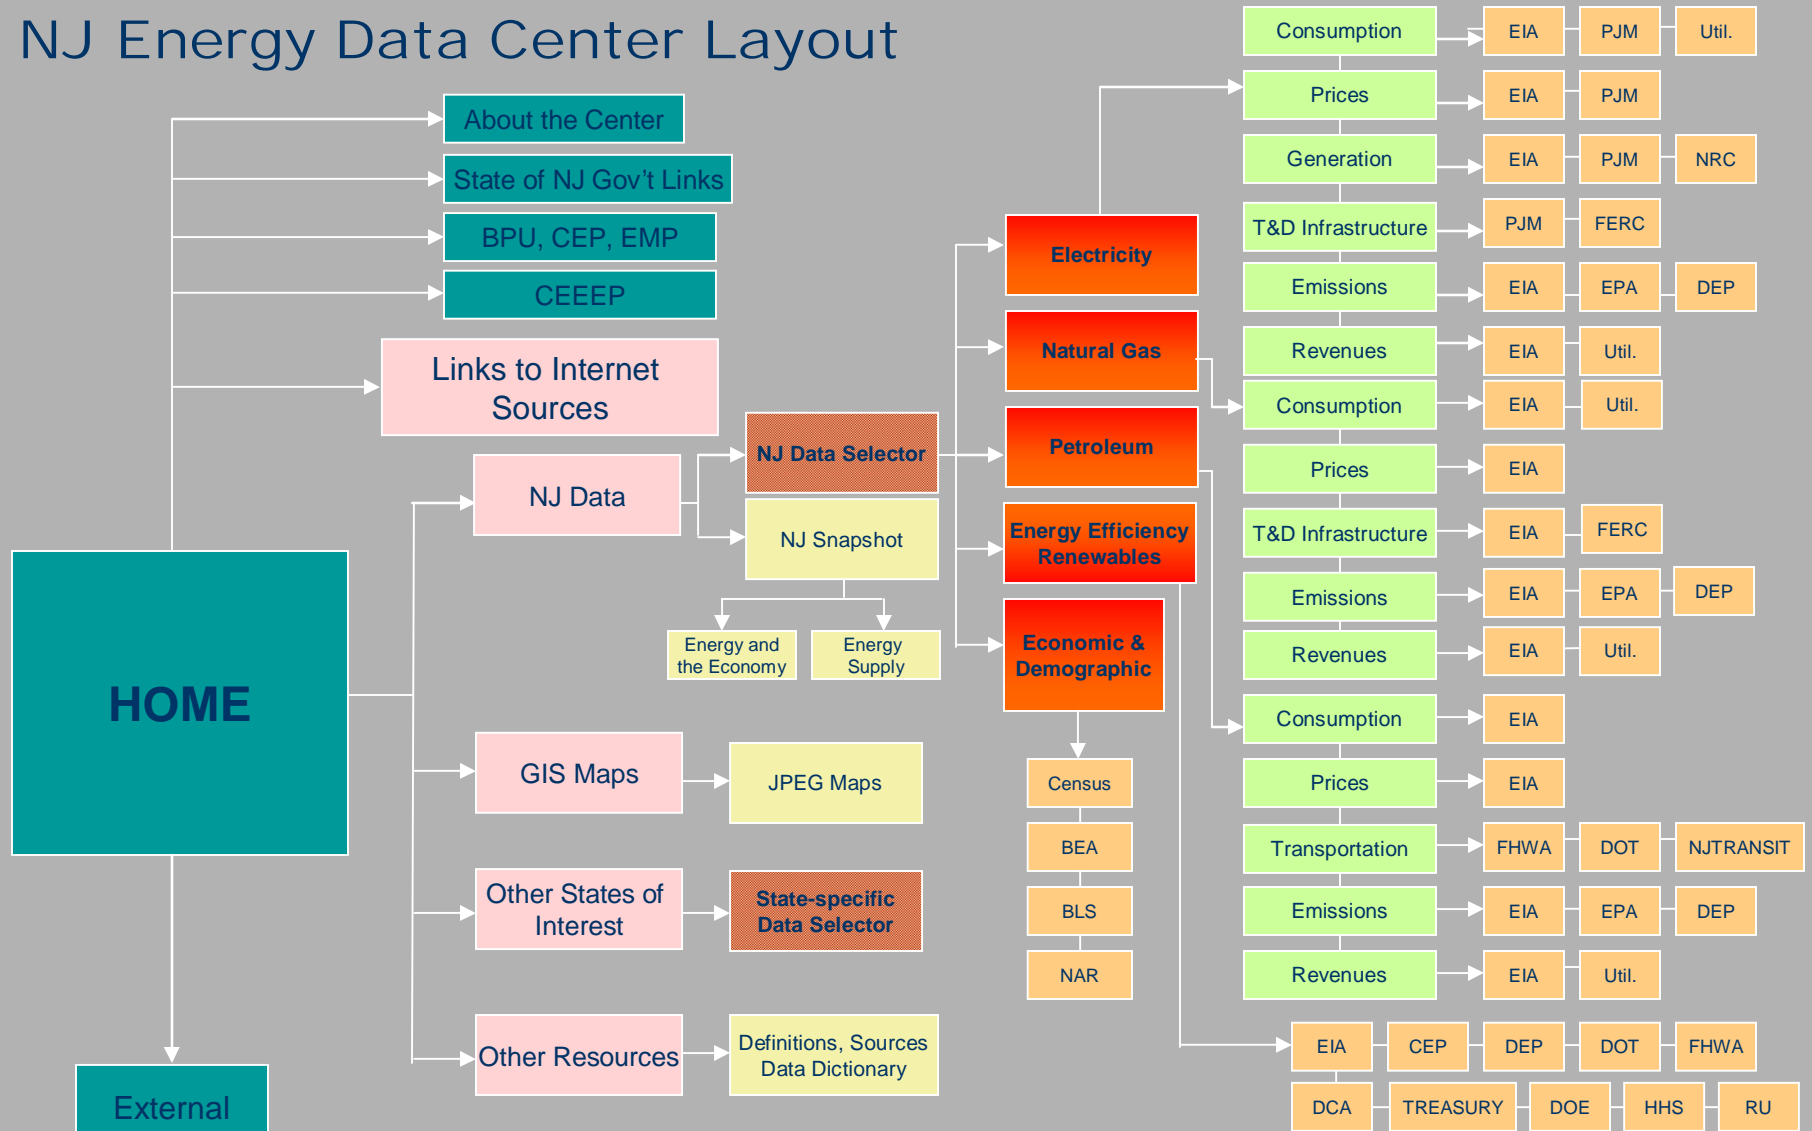 NJ Energy Data Center Layout
About the Center
State of NJ Gov't Links
BPU, CEP, EMP
CEEEP
Links to Internet
Sources
HOME
External
NJ Data
NJ Data Selector
NJ Snapshot
Energy and
the Economy
Energy
Supply
GIS Maps
JPEG Maps
Other States of
Interest
State-specific
Data Selector
Other Resources
Definitions, Sources
Data Dictionary
Electricity
Natural Gas
Petroleum
Energy Efficiency
Renewables
Economic &
Demographic
Census
BEA
BLS
NAR
Consumption EIA PJM Util.
Prices EIA PJM
Generation EIA PJM NRC
T&D Infrastructure PJM FERC
Emissions EIA EPA DEP
Revenues EIA Util.
Consumption EIA Util.
Prices EIA
T&D Infrastructure EIA FERC
Emissions EIA EPA DEP
Revenues EIA Util.
Consumption EIA
Prices EIA
Transportation FHWA DOT NJTRANSIT
Emissions EIA EPA DEP
Revenues EIA Util.
EIA CEP DEP DOT FHWA
DCA TREASURY DOE HHS RU